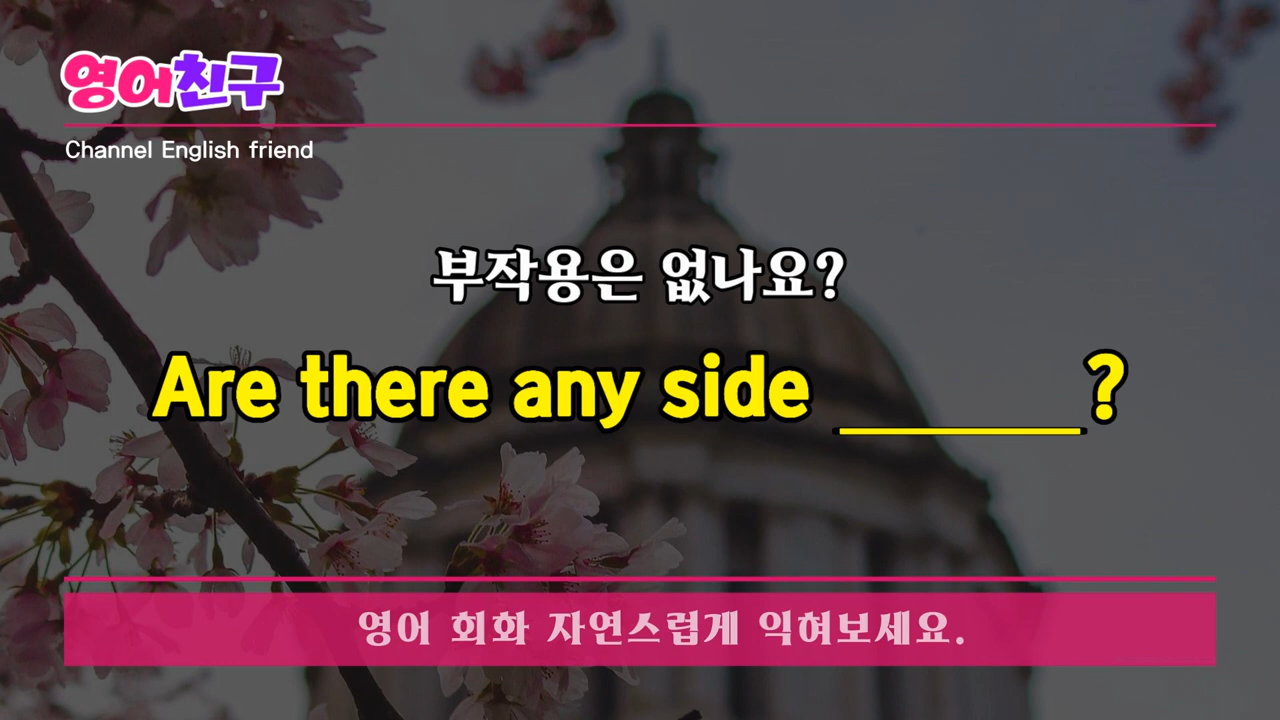 영어친구
Channel English friend
부작용은 없나요?
Are there any side ______?
영어 회화 자연스럽게 익혀보세요.